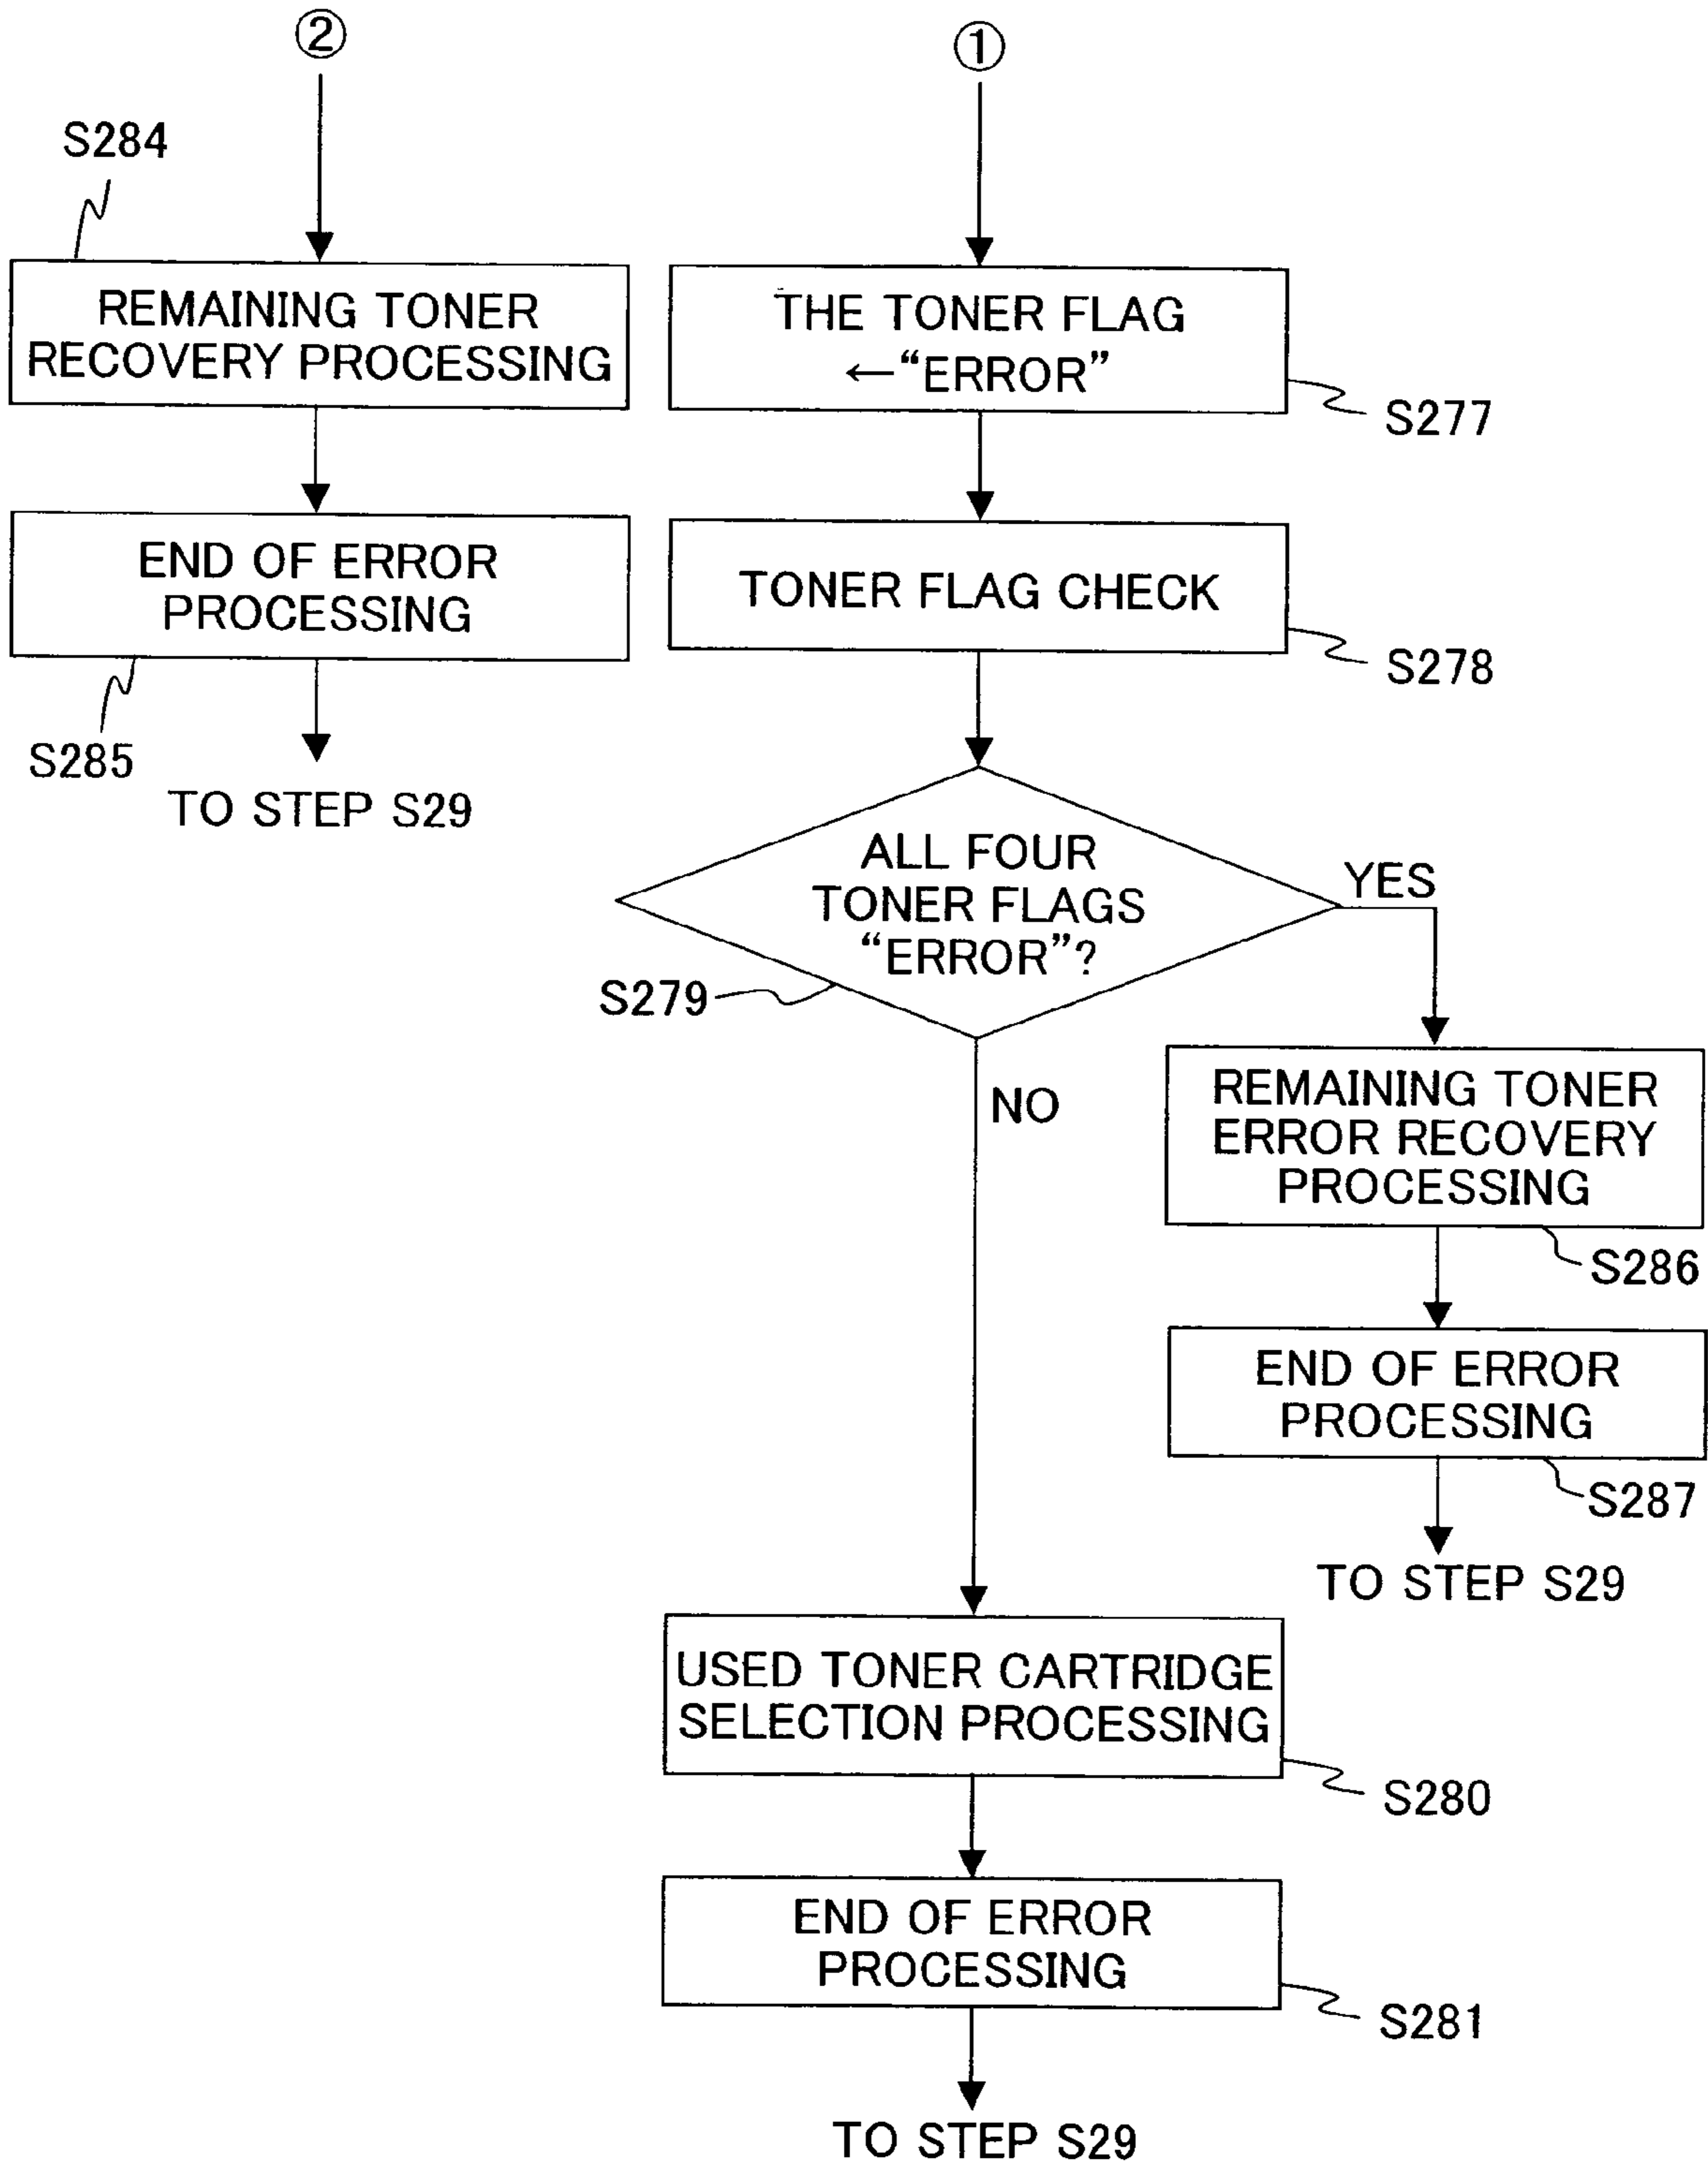 ②
S284
REMAINING TONER
RECOVERY PROCESSING
END OF ERROR
PROCESSING
S285
TO STEP S29
①
THE TONER FLAG
←“ERROR”
S277
TONER FLAG CHECK
S278
ALL FOUR
TONER FLAGS
“ERROR”?
S279
YES
NO
REMAINING TONER
ERROR RECOVERY
PROCESSING
S286
END OF ERROR
PROCESSING
S287
TO STEP S29
USED TONER CARTRIDGE
SELECTION PROCESSING
S280
END OF ERROR
PROCESSING
S281
TO STEP S29